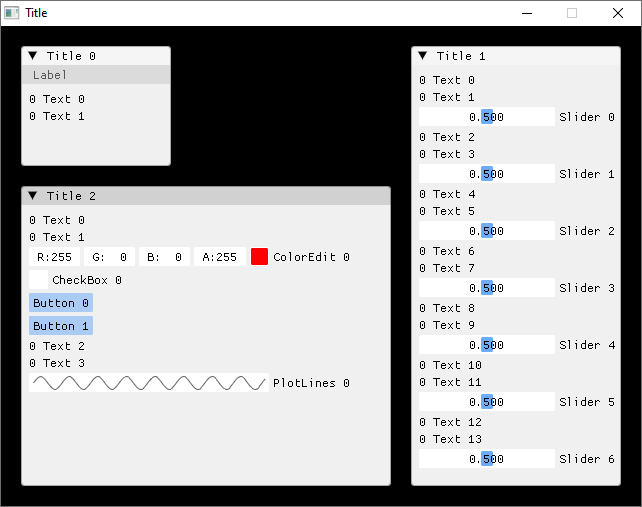 Title
Title 0
Label
0 Text 0
0 Text 1
Title 2
0 Text 0
0 Text 1
R:255 G: 0 B: 0 A:255 ColorEdit 0
CheckBox 0
Button 0
Button 1
0 Text 2
0 Text 3
PlotLines 0
Title 1
0 Text 0
0 Text 1
0.500 Slider 0
0 Text 2
0 Text 3
0.500 Slider 1
0 Text 4
0 Text 5
0.500 Slider 2
0 Text 6
0 Text 7
0.500 Slider 3
0 Text 8
0 Text 9
0.500 Slider 4
0 Text 10
0 Text 11
0.500 Slider 5
0 Text 12
0 Text 13
0.500 Slider 6